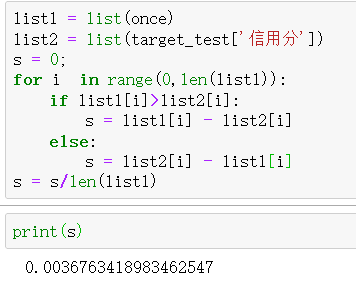 list1 = list(once)
list2 = list(target_test['信用分'])
s = 0;
for i  in range(0,len(list1)):
    if list1[i]>list2[i]:
        s = list1[i] - list2[i]
    else:
        s = list2[i] - list1[i]
s = s/len(list1)
print(s)
0.0036763418983462547